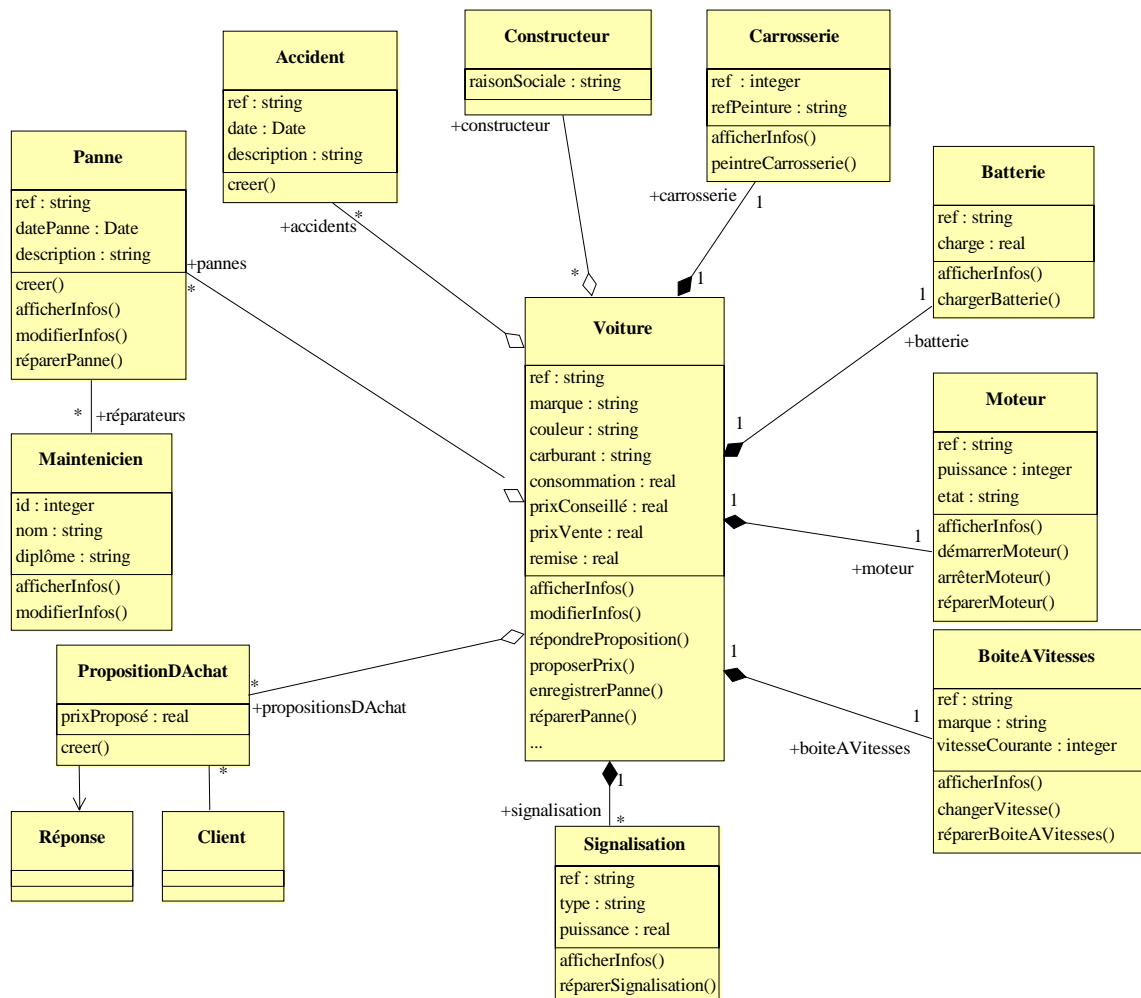 Constructeur
raisonSociale : string
+constructeur
*
Carrosserie
ref : integer
refPeinture : string
afficherInfos()
peintreCarrosserie()
+carrosserie
1
1
Accident
ref : string
date : Date
description : string
creer()
+accidents
*
Panne
ref : string
datePanne : Date
description : string
creer()
afficherInfos()
modifierInfos()
réparerPanne()
+pannes
*
*
+réparateurs
Batterie
ref : string
charge : real
afficherInfos()
chargerBatterie()
1
+batterie
1
Voiture
ref : string
marque : string
couleur : string
carburant : string
consommation : real
prixConseillé : real
prixVente : real
remise : real
afficherInfos()
modifierInfos()
répondreProposition()
proposerPrix()
enregistrerPanne()
réparerPanne()
...
Moteur
ref : string
puissance : integer
etat : string
afficherInfos()
démarrerMoteur()
arrêterMoteur()
réparerMoteur()
1
1
+moteur
Maintenicien
id : integer
nom : string
diplôme : string
afficherInfos()
modifierInfos()
PropositionDAchat
prixProposé : real
creer()
*
+propositionsDAchat
*
BoiteAVitesses
ref : string
marque : string
vitesseCourante : integer
afficherInfos()
changerVitesse()
réparerBoiteAVitesses()
1
1
+boiteAVitesses
Réponse
Client
1
+signalisation
*
Signalisation
ref : string
type : string
puissance : real
afficherInfos()
réparerSignalisation()